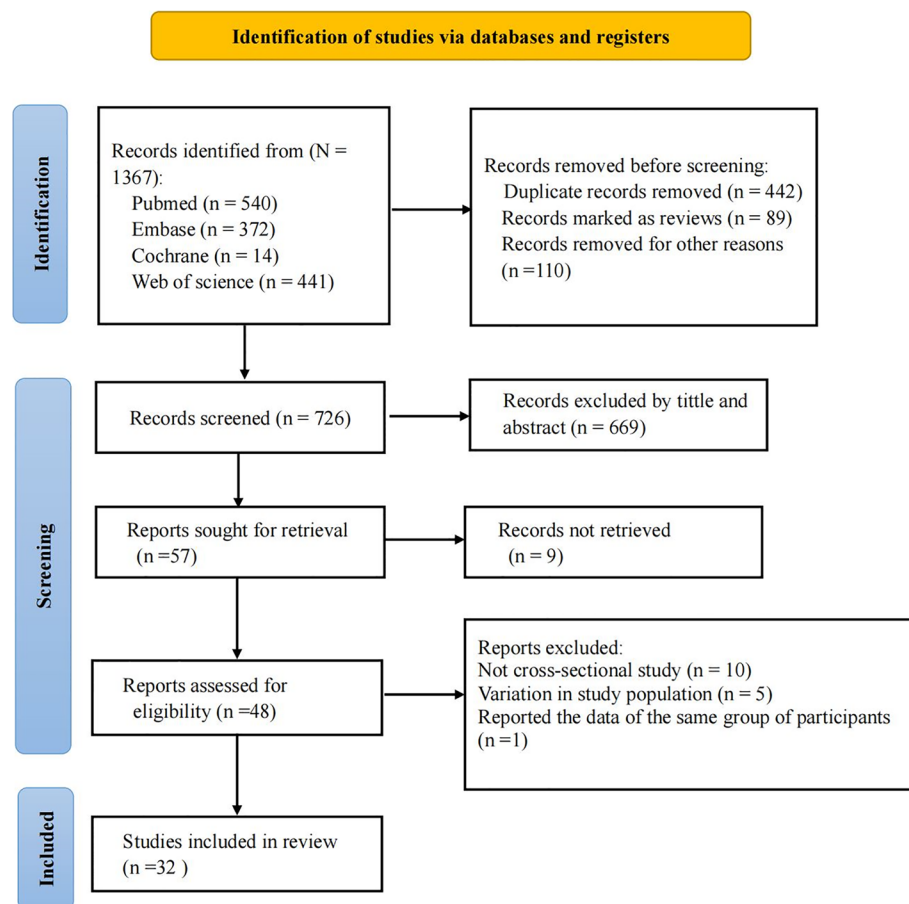 Identification of studies via databases and registers
Identification
Records identified from (N =
1367):
Pubmed (n = 540)
Embase (n = 372)
Cochrane (n = 14)
Web of science (n = 441)
Records removed before screening:
Duplicate records removed (n = 442)
Records marked as reviews (n = 89)
Records removed for other reasons
(n =110)
Screening
Records screened (n = 726)
Records excluded by tittle and
abstract (n = 669)
Reports sought for retrieval
(n =57)
Records not retrieved
(n = 9)
Reports assessed for
eligibility (n =48)
Reports excluded:
Not cross-sectional study (n = 10)
Variation in study population (n = 5)
Reported the data of the same group of participants
(n =1)
Included
Studies included in review
(n =32 )